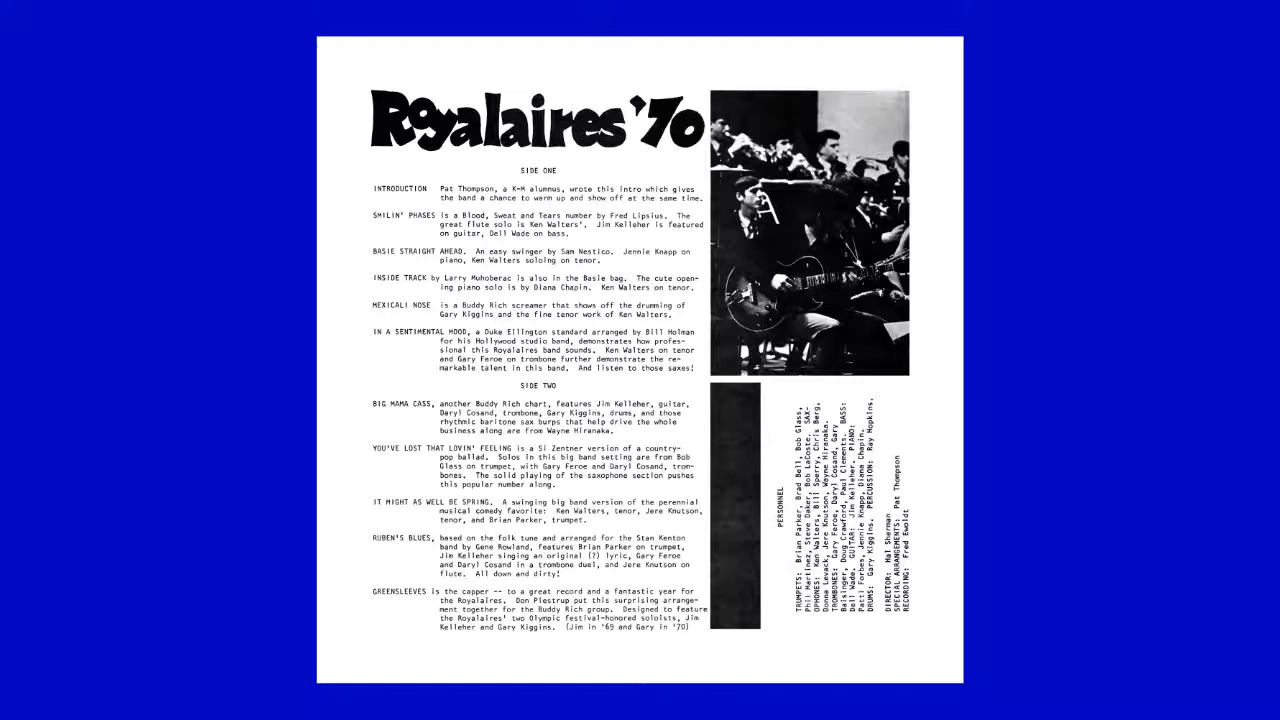 Royalaires '70
SIDE ONE
INTRODUCTION Pat Thompson, a K-M alumnus, wrote this intro which gives
the band a chance to warm up and show off at the same time.
SMILIN' PHASES is a Blood, Sweat and Tears number by Fred Lipsius. The
great flute solo is Ken Walters'. Jim Kelleher is featured
on guitar, Dell Wade on bass.
BASIE STRAIGHT AHEAD. An easy swinger by Sam Nestico. Jennie Knapp on
piano, Ken Walters soloing on tenor.
INSIDE TRACK by Larry Muhoberac is also in the Basie bag. The cute open-
ing piano solo is by Diana Chapin. Ken Walters on tenor.
MEXICALI NOSE is a Buddy Rich screamer that shows off the drumming of
Gary Kiggins and the fine tenor work of Ken Walters.
IN A SENTIMENTAL MOOD, a Duke Ellington standard arranged by Bill Holman
for his Hollywood studio band, demonstrates how profes-
sional this Royalaires band sounds. Ken Walters on tenor
and Gary Feroe on trombone further demonstrate the re-
markable talent in this band. And listen to those saxes!
SIDE TWO
BIG MAMA CASS, another Buddy Rich chart, features Jim Kelleher, guitar,
Daryl Cosand, trombone, Gary Kiggins, drums, and those
rhythmic baritone sax burps that help drive the whole
business along are from Wayne Hiranaka.
YOU'VE LOST THAT LOVIN' FEELING is a Si Zentner version of a country-
pop ballad. Solos in this big band setting are from Bob
Glass on trumpet, with Gary Feroe and Daryl Cosand, trom-
bones. The solid playing of the saxophone section pushes
this popular number along.
IT MIGHT AS WELL BE SPRING. A swinging big band version of the perennial
musical comedy favorite: Ken Walters, tenor, Jere Knutson,
tenor, and Brian Parker, trumpet.
RUBEN'S BLUES, based on the folk tune and arranged for the Stan Kenton
band by Gene Rowland, features Brian Parker on trumpet,
Jim Kelleher singing an original (?) lyric, Gary Feroe
and Daryl Cosand in a trombone duo, and Jere Knutson on
flute. All down and dirty!
GREENSLEEVES is the capper -- to a great record and a fantastic year for
the Royalaires. Don Piestrup put this surprising arrange-
ment together for the Buddy Rich group. Designed to feature
the Royalaires' two Olympic festival-honored soloists, Jim
Kelleher and Gary Kiggins. (Jim in '69 and Gary in '70)
PERSONNEL
TRUMPETS: Brian Parker, Brad Bell, Bob Glass,
Phil Martinez, Steve Daker, Bob LaCoste. SAX-
OPHONES: Ken Walters, Bill Sperry, Chris Berg,
Donna Levack, Jere Knutson, Wayne Hiranaka.
TROMBONES: Gary Feroe, Daryl Cosand, Gary
Baisinger, Doug Crawford, Paul Clements. BASS:
Dell Wade. GUITAR: Jim Kelleher. PIANO:
Patti Forbes, Jennie Knapp, Diana Chapin.
DRUMS: Gary Kiggins. PERCUSSION: Ray Hopkins.
DIRECTOR: Hal Sherman
SPECIAL ARRANGEMENTS: Pat Thompson
RECORDING: Fred Ewoldt